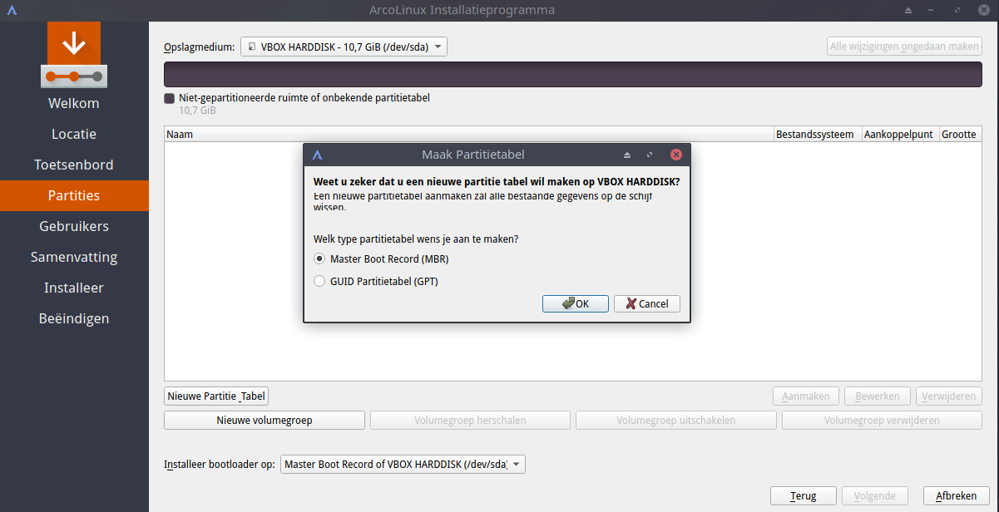 ArcoLinux Installatieprogramma
Welkom
Locatie
Toetsenbord
Partities
Gebruikers
Samenvatting
Installeer
Beëindigen
Opslagmedium: VBOX HARDDISK - 10,7 GiB (/dev/sda) Alle wijzigingen ongedaan maken
Niet-gepartitioneerde ruimte of onbekende partitietabel
10,7 GiB
Naam Bestandssysteem Aankoppelpunt Grootte
Maak Partitietabel
Weet u zeker dat u een nieuwe partitie tabel wil maken op VBOX HARDDISK?
Een nieuwe partitietabel aanmaken zal alle bestaande gegevens op de schijf
wissen.
Welk type partitietabel wens je aan te maken?
Master Boot Record (MBR)
GUID Partitietabel (GPT)
OK Cancel
Nieuwe Partitie_Tabel Aanmaken Bewerken Verwijderen
Nieuwe volumegroep Volumegroep herschalen Volumegroep uitschakelen Volumegroep verwijderen
Installeer bootloader op: Master Boot Record of VBOX HARDDISK (/dev/sda)
Terug Volgende Afbreken